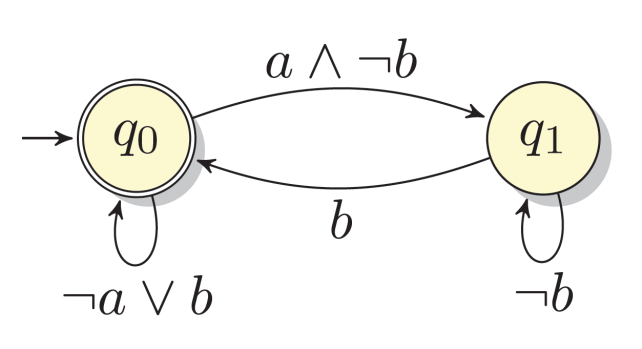 a ∧ ¬b
q₀
q₁
b
¬a ∨ b
¬b